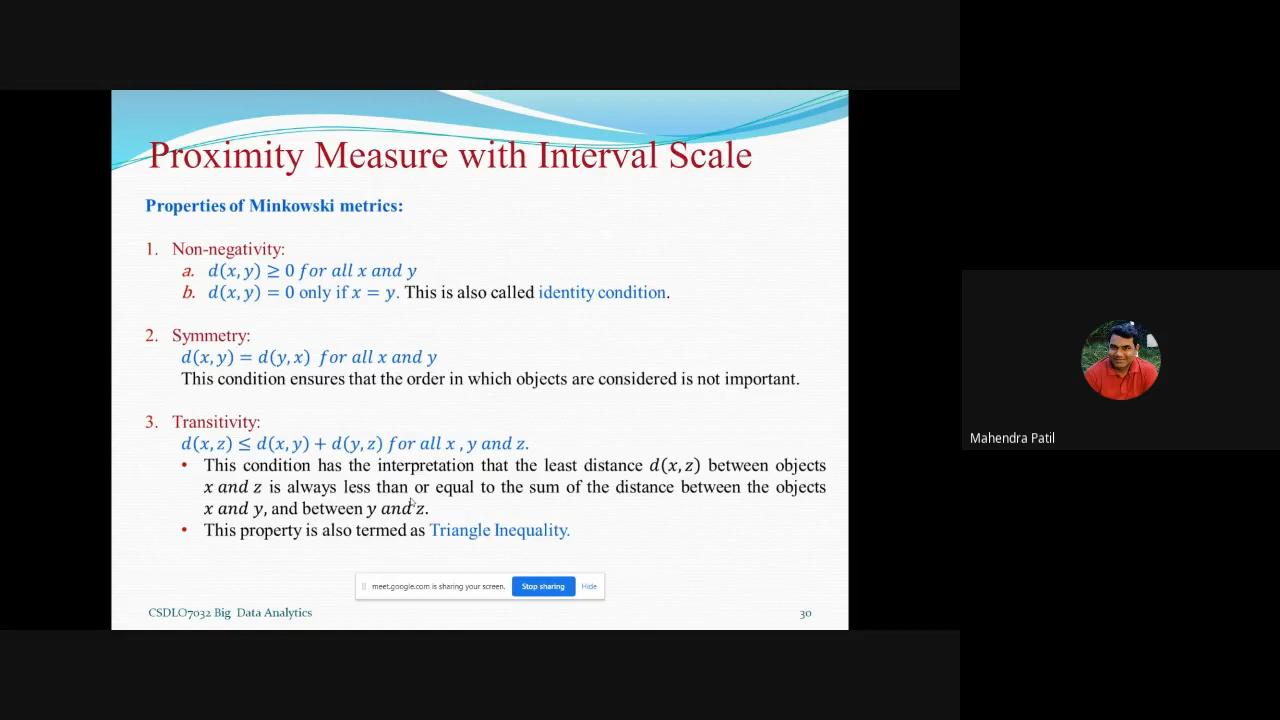 Proximity Measure with Interval Scale
Properties of Minkowski metrics:
1. Non-negativity:
a. d(x, y) ≥ 0 for all x and y
b. d(x, y) = 0 only if x = y. This is also called identity condition.
2. Symmetry:
d(x, y) = d(y, x) for all x and y
This condition ensures that the order in which objects are considered is not important.
3. Transitivity:
d(x, z) ≤ d(x, y) + d(y, z) for all x , y and z.
• This condition has the interpretation that the least distance d(x, z) between objects
x and z is always less than or equal to the sum of the distance between the objects
x and y, and between y and z.
• This property is also termed as Triangle Inequality.
meet.google.com is sharing your screen. Stop sharing Hide
CSDLO7032 Big Data Analytics 30
Mahendra Patil